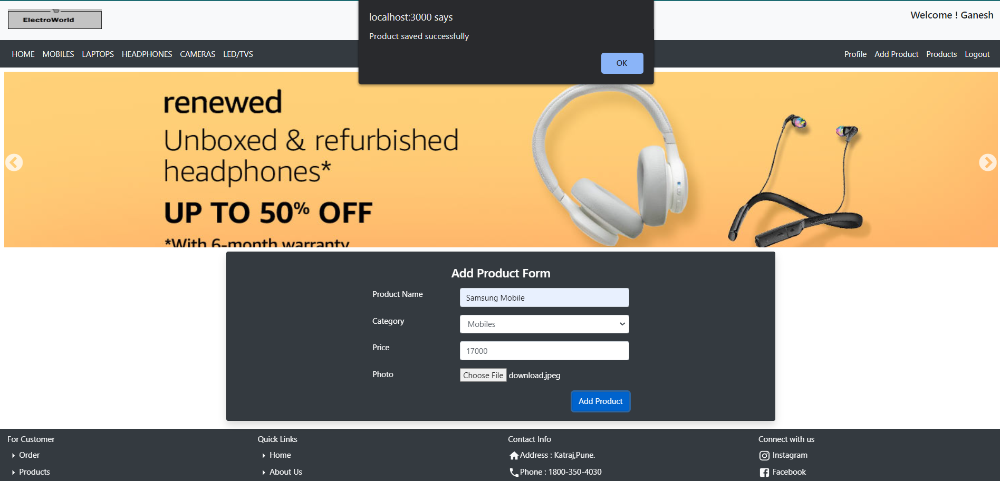 ElectroWorld
localhost:3000 says
Product saved successfully
OK
Welcome ! Ganesh
HOME MOBILES LAPTOPS HEADPHONES CAMERAS LED/TVS
Profile Add Product Products Logout
renewed
Unboxed & refurbished
headphones*
UP TO 50% OFF
*With 6-month warranty
Add Product Form
Product Name Samsung Mobile
Category Mobiles
Price 17000
Photo Choose File download.jpeg
Add Product
For Customer
Order
Products
Quick Links
Home
About Us
Contact Info
Address : Katraj,Pune.
Phone : 1800-350-4030
Connect with us
Instagram
Facebook